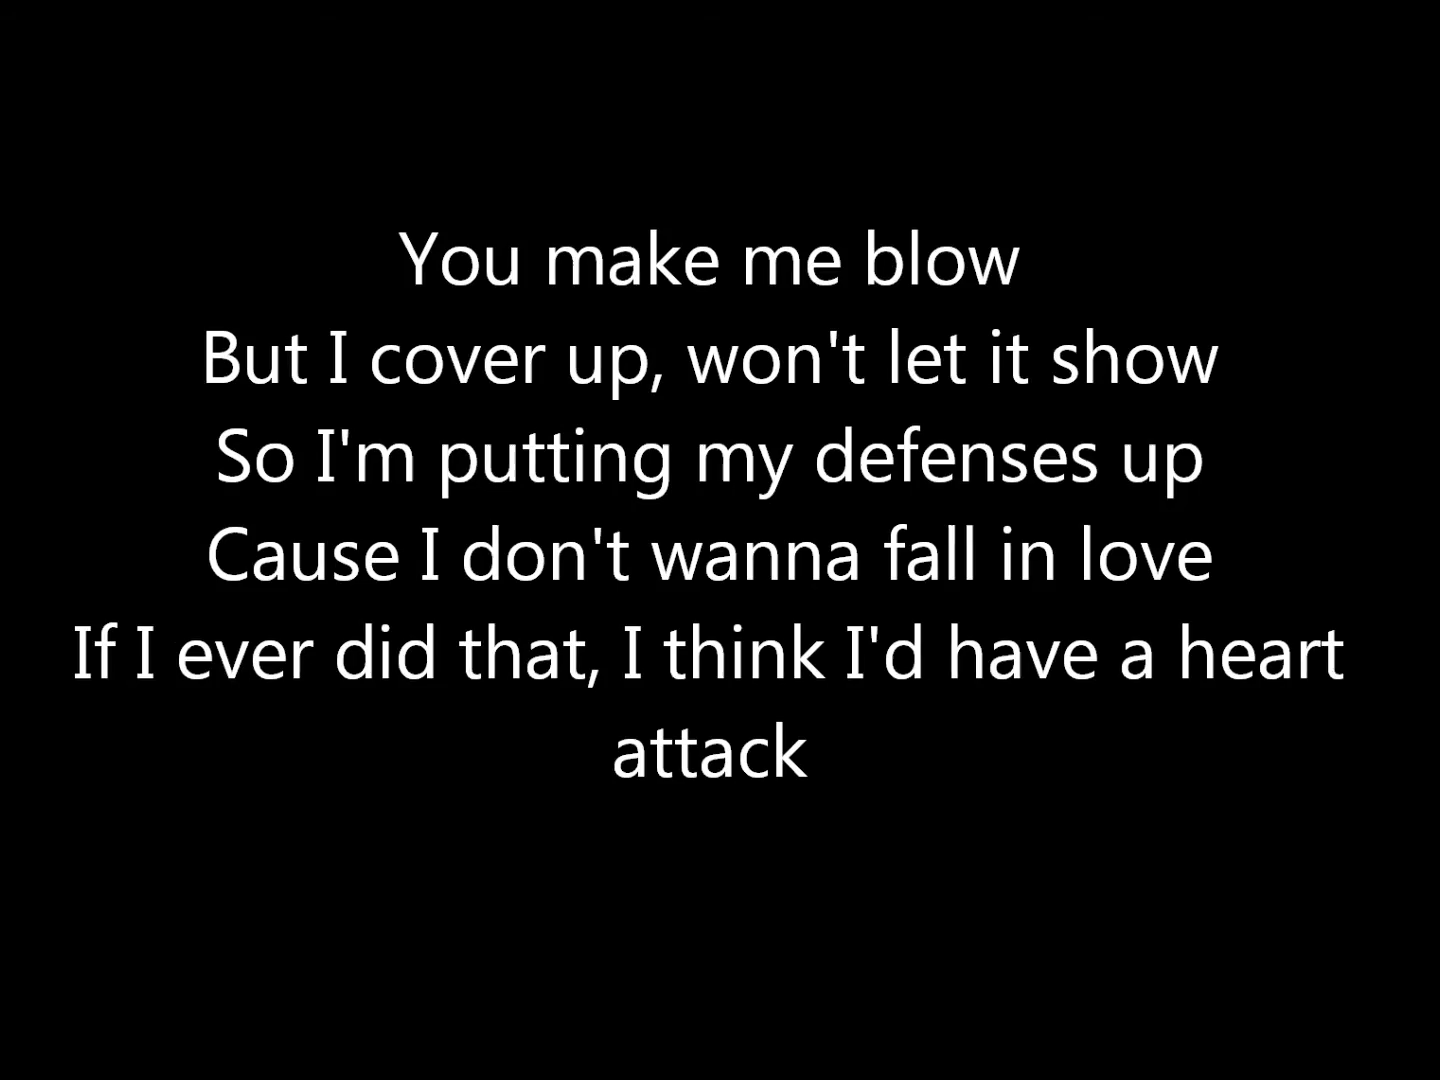 You make me blow
But I cover up, won't let it show
So I'm putting my defenses up
Cause I don't wanna fall in love
If I ever did that, I think I'd have a heart
attack